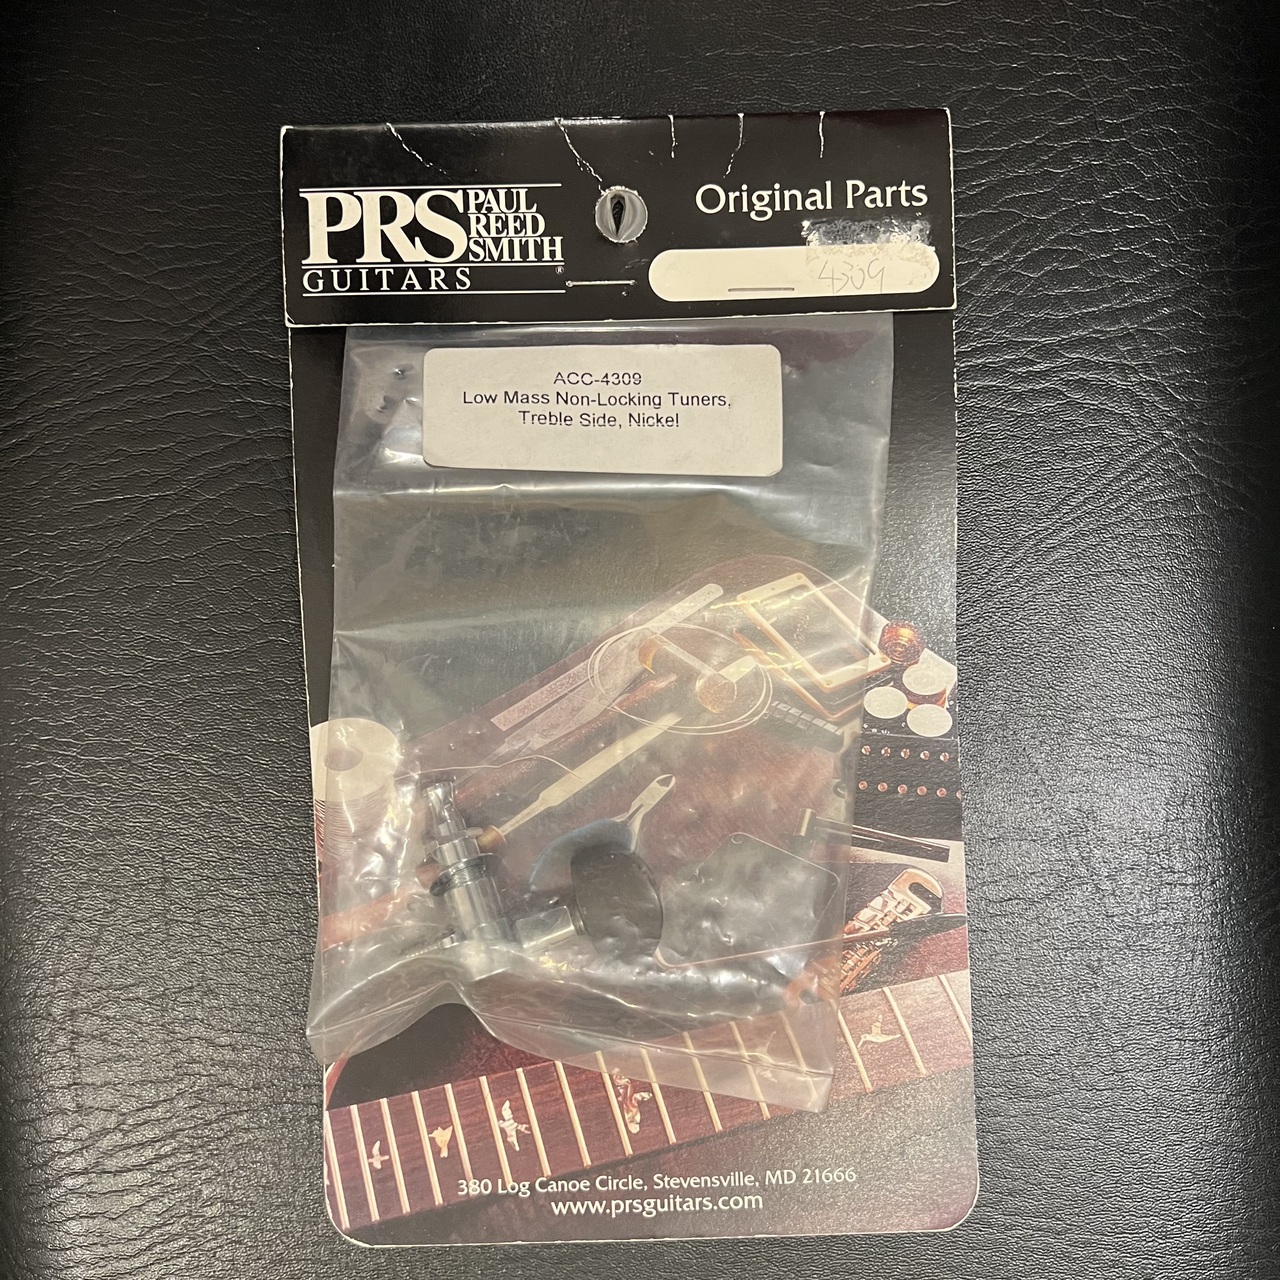 PRS PAUL
REED
SMITH
GUITARS®
Original Parts
4309
ACC-4309
Low Mass Non-Locking Tuners,
Treble Side, Nickel
380 Log Canoe Circle, Stevensville, MD 21666
www.prsguitars.com